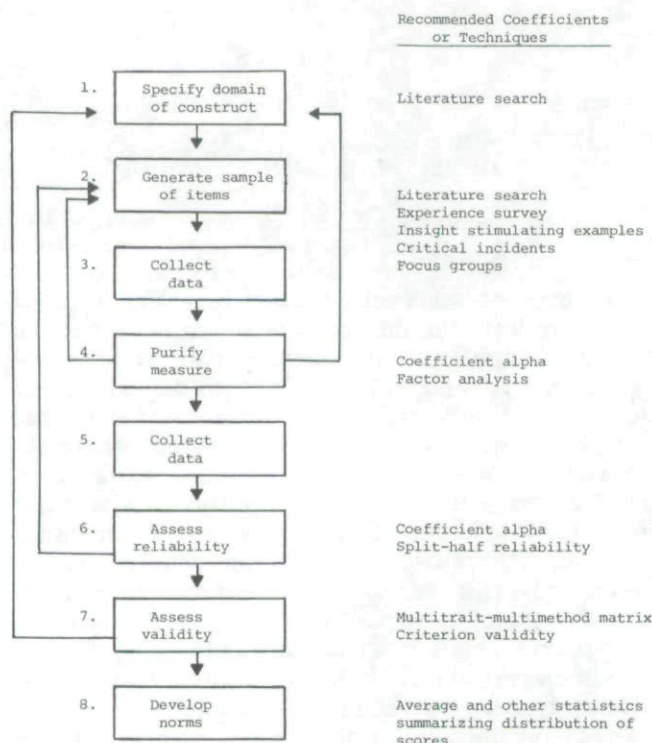 Recommended Coefficients
or Techniques
1.
Specify domain
of construct
Literature search
2.
Generate sample
of items
Literature search
Experience survey
Insight stimulating examples
Critical incidents
Focus groups
3.
Collect
data
4.
Purify
measure
Coefficient alpha
Factor analysis
5.
Collect
data
6.
Assess
reliability
Coefficient alpha
Split-half reliability
7.
Assess
validity
Multitrait-multimethod matrix
Criterion validity
8.
Develop
norms
Average and other statistics
summarizing distribution of
scores